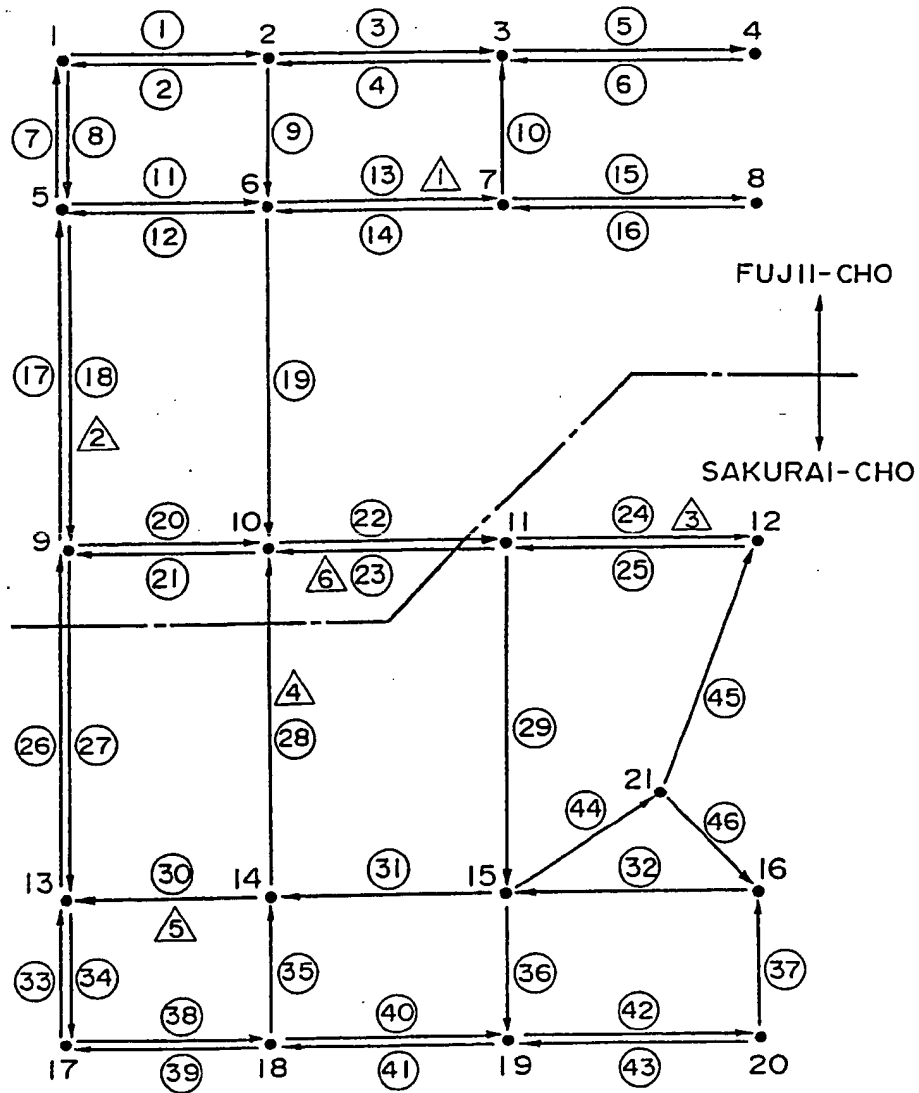 1 ① 2 ③ 3 ⑤ 4
② ④ ⑥
⑦ ⑧ ⑨ ⑩
5 ⑪ 6 ⑬ 1 7 ⑮ 8
⑫ ⑭ ⑯
FUJII-CHO
⑰ ⑱ ⑲
2
SAKURAI-CHO
9 ⑳ 10 ㉒ 11 ㉔ 3 12
㉑ 6 ㉓ ㉕
4
㉖ ㉗ ㉘ ㉙ ㊺
21
㊹ ㊻
13 ㉚ 14 ㉛ 15 ㉜ 16
5
㉝ ㉞ ㉟ ㊱ ㊲
㊳ ㊵ ㊷
17 ㊴ 18 ㊶ 19 ㊸ 20